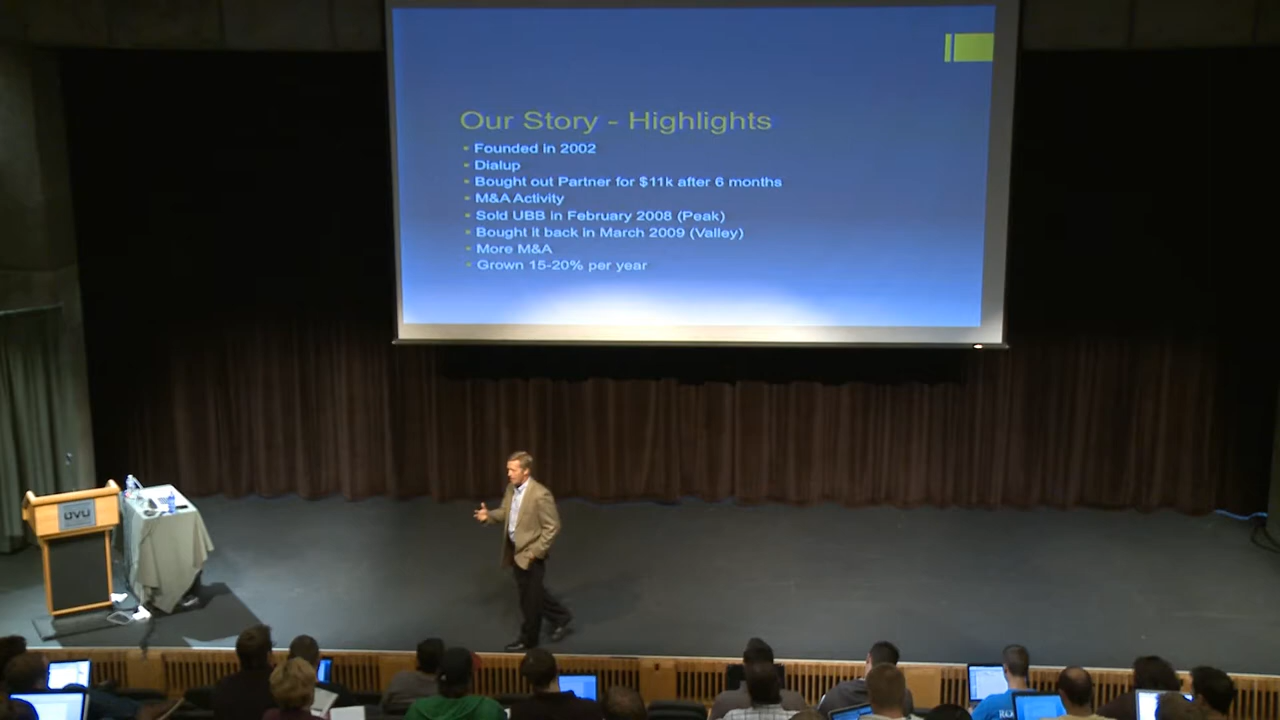 Our Story - Highlights
Founded in 2002
Dialup
Bought out Partner for $11k after 6 months
M&A Activity
Sold UBB in February 2008 (Peak)
Bought it back in March 2009 (Valley)
More M&A
Grown 15-20% per year
UVU